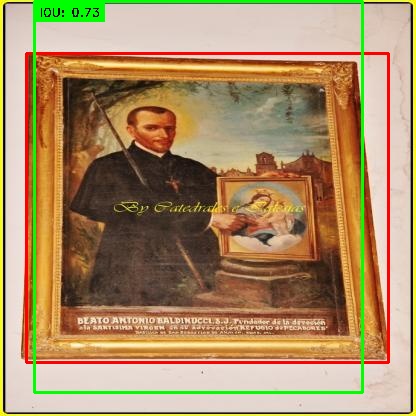 IOU: 0.73
By Catedrales e Iglesias
BEATO ANTONIO BALDINUCCI, S.J. Fundador de la devoción
a la SANTISIMA VIRGEN en su advocación "REFUGIO de PECADORES"